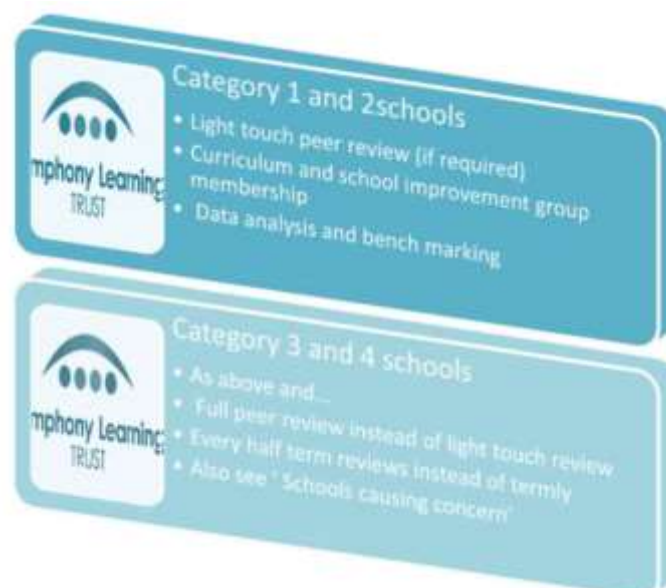 Category 1 and 2schools
• Light touch peer review (if required)
• Curriculum and school improvement group
membership
• Data analysis and bench marking
mphony Learning
TRUST
Category 3 and 4 schools
• As above and...
• Full peer review instead of light touch review
• Every half term reviews instead of termly
• Also see ' Schools causing concern'
mphony Learning
TRUST